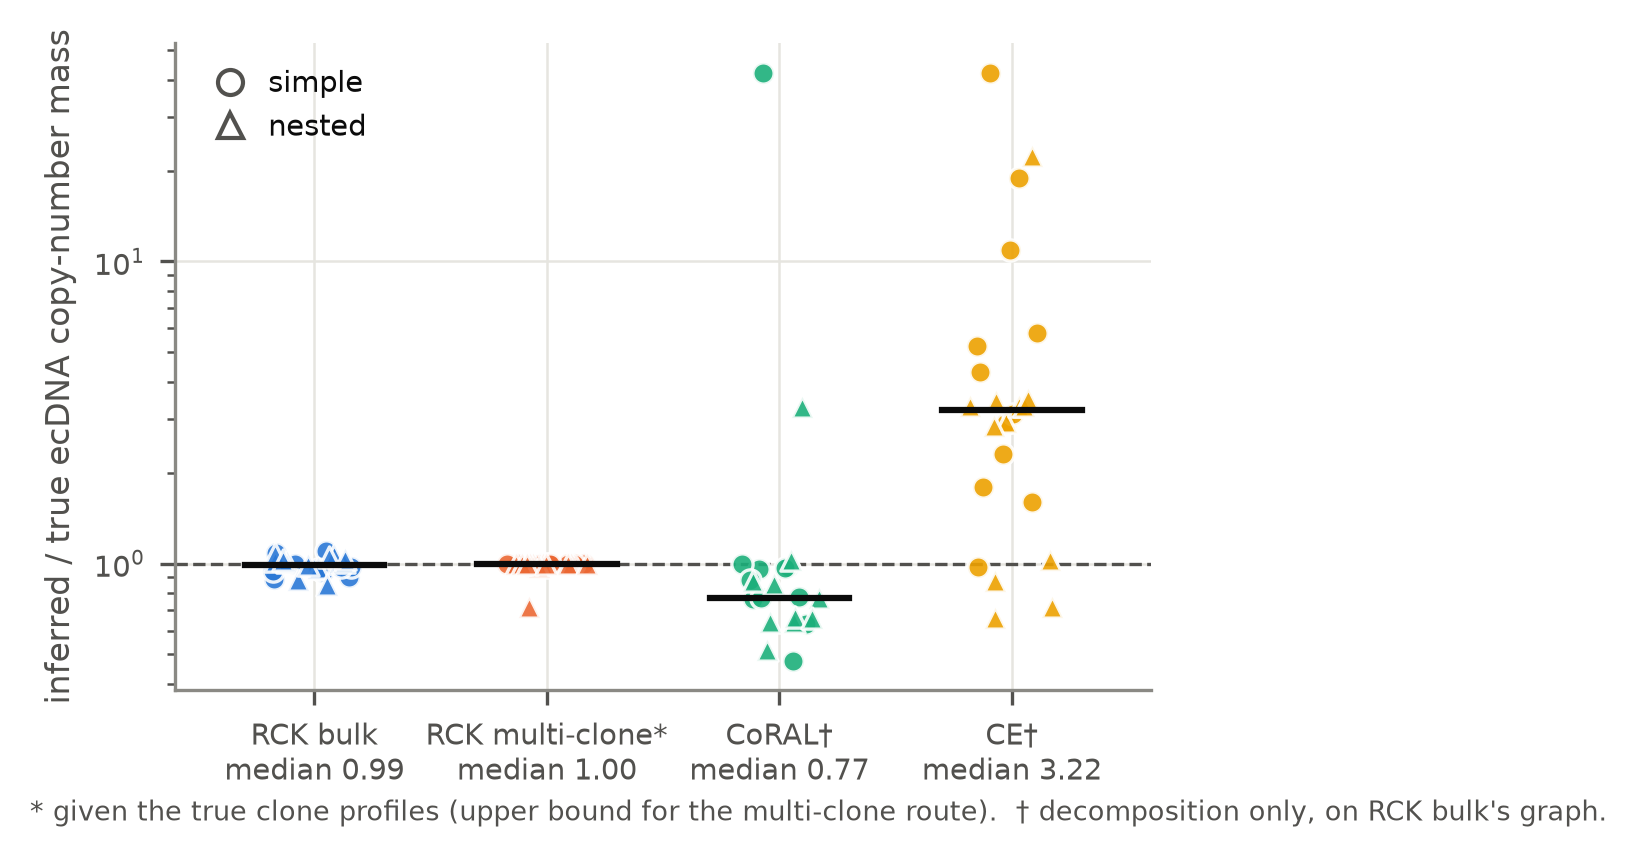 inferred / true ecDNA copy-number mass
simple
nested
10¹
10⁰
RCK bulk
median 0.99
RCK multi-clone*
median 1.00
CoRAL†
median 0.77
CE†
median 3.22
* given the true clone profiles (upper bound for the multi-clone route).  † decomposition only, on RCK bulk's graph.